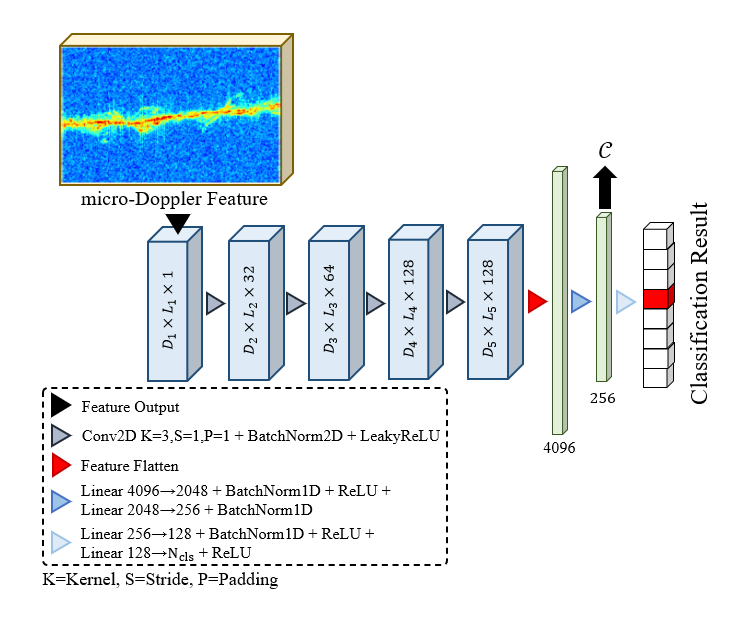 micro-Doppler Feature
𝒞
D₁ × L₁ × 1
D₂ × L₂ × 32
D₃ × L₃ × 64
D₄ × L₄ × 128
D₅ × L₅ × 128
4096
256
Classification Result
Feature Output
Conv2D K=3,S=1,P=1 + BatchNorm2D + LeakyReLU
Feature Flatten
Linear 4096→2048 + BatchNorm1D + ReLU +
Linear 2048→256 + BatchNorm1D
Linear 256→128 + BatchNorm1D + ReLU +
Linear 128→N_cls + ReLU
K=Kernel, S=Stride, P=Padding